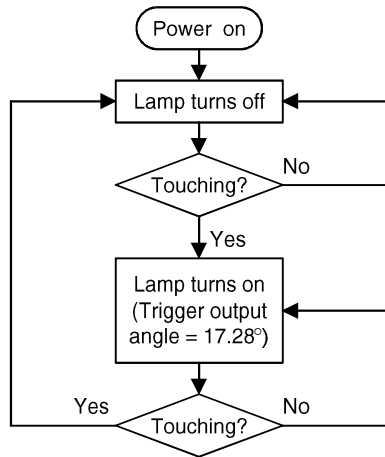 Power on
Lamp turns off
Touching?
No
Yes
Lamp turns on
(Trigger output
angle = 17.28°)
Yes
Touching?
No